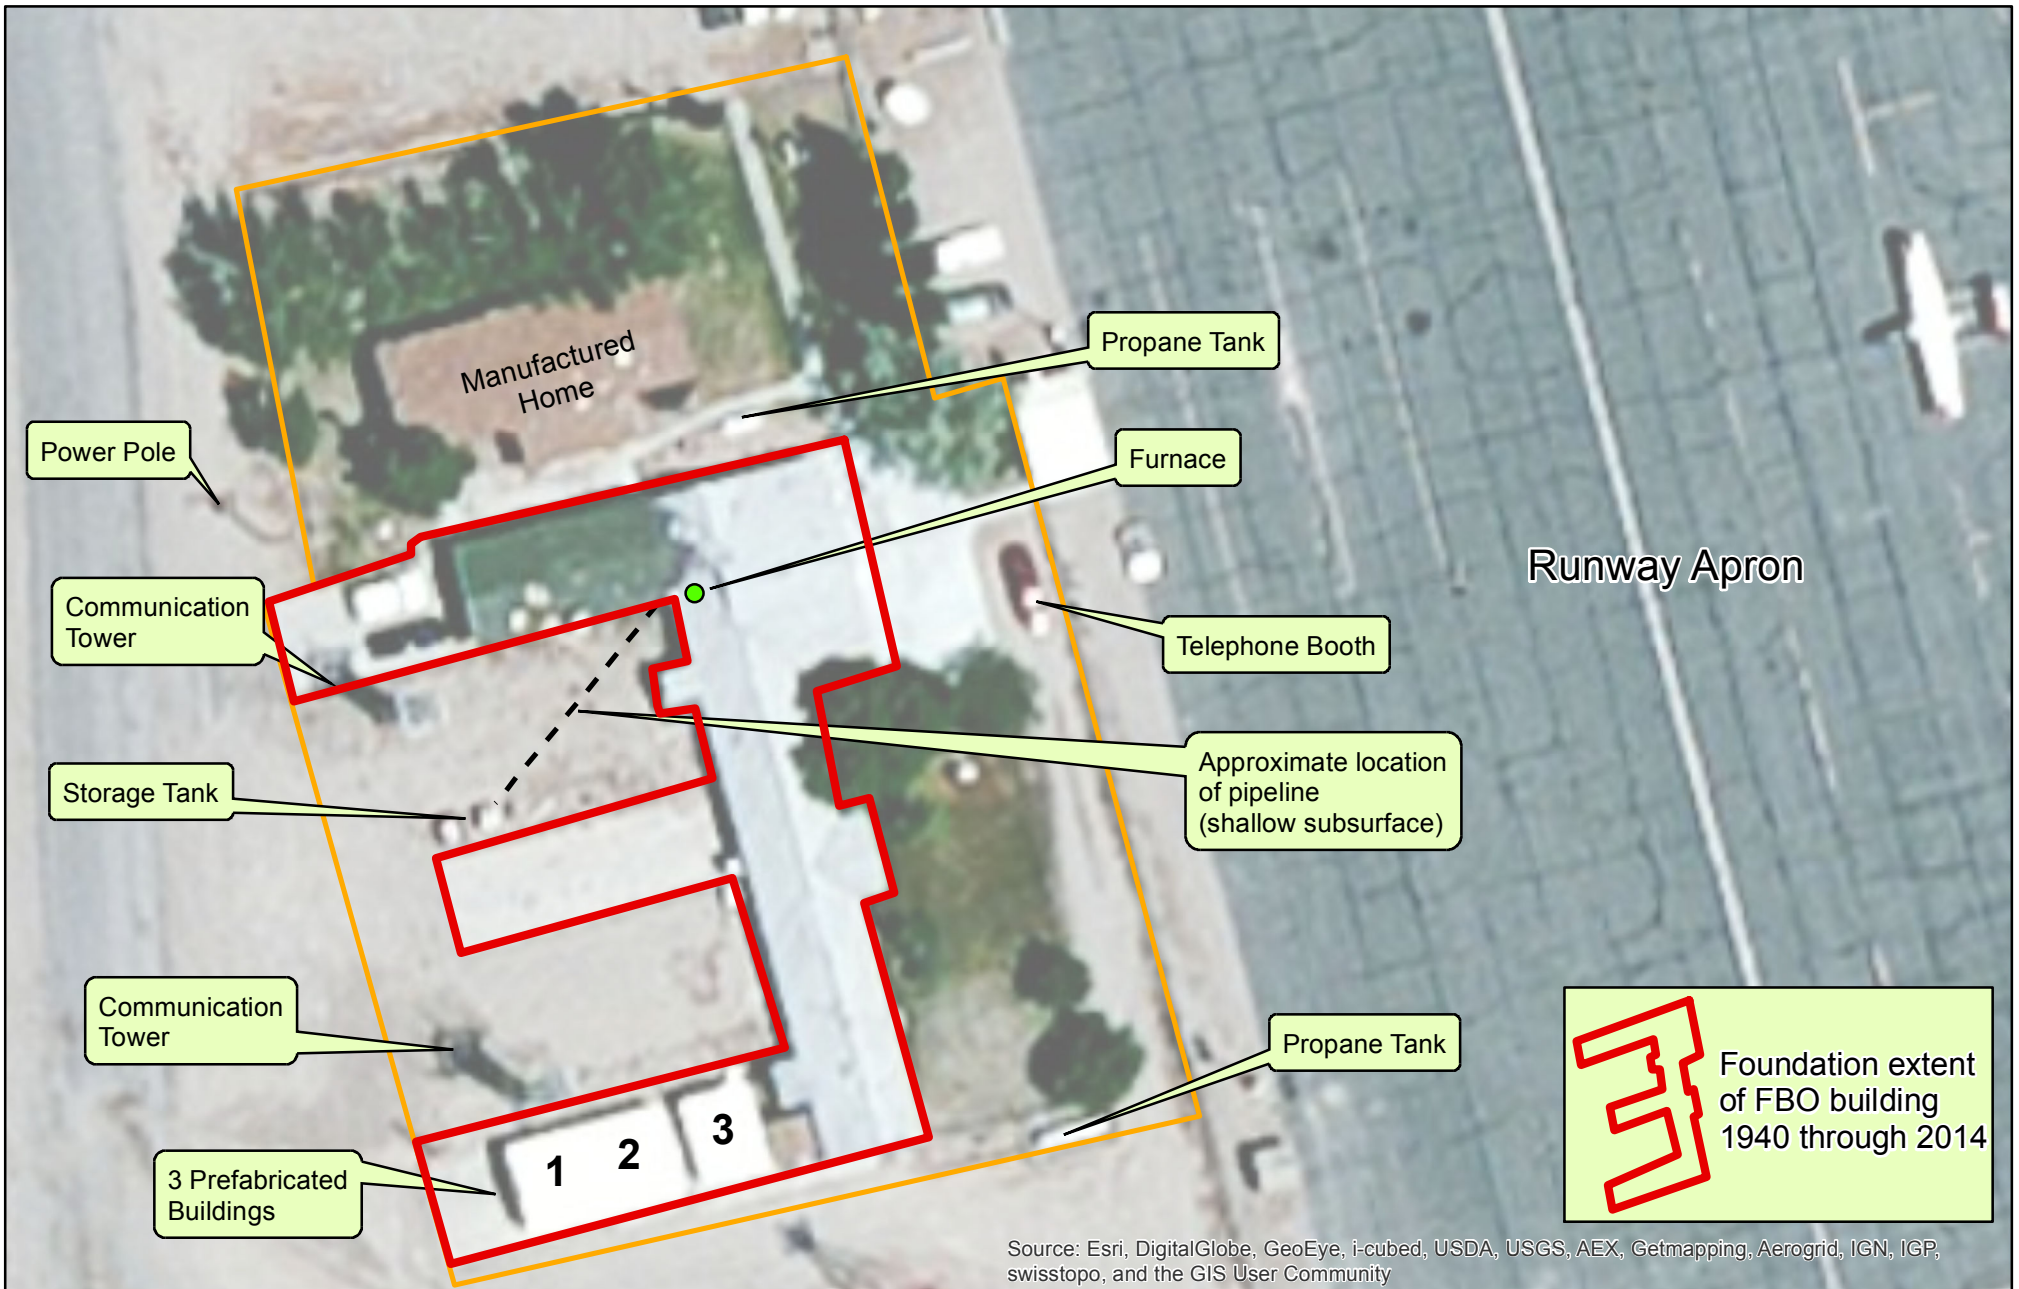 Manufactured
Home
Propane Tank
Power Pole
Furnace
Runway Apron
Communication
Tower
Telephone Booth
Approximate location
of pipeline
(shallow subsurface)
Storage Tank
Communication
Tower
Propane Tank
3 Prefabricated
Buildings
1
2
3
Foundation extent
of FBO building
1940 through 2014
Source: Esri, DigitalGlobe, GeoEye, i-cubed, USDA, USGS, AEX, Getmapping, Aerogrid, IGN, IGP,
swisstopo, and the GIS User Community